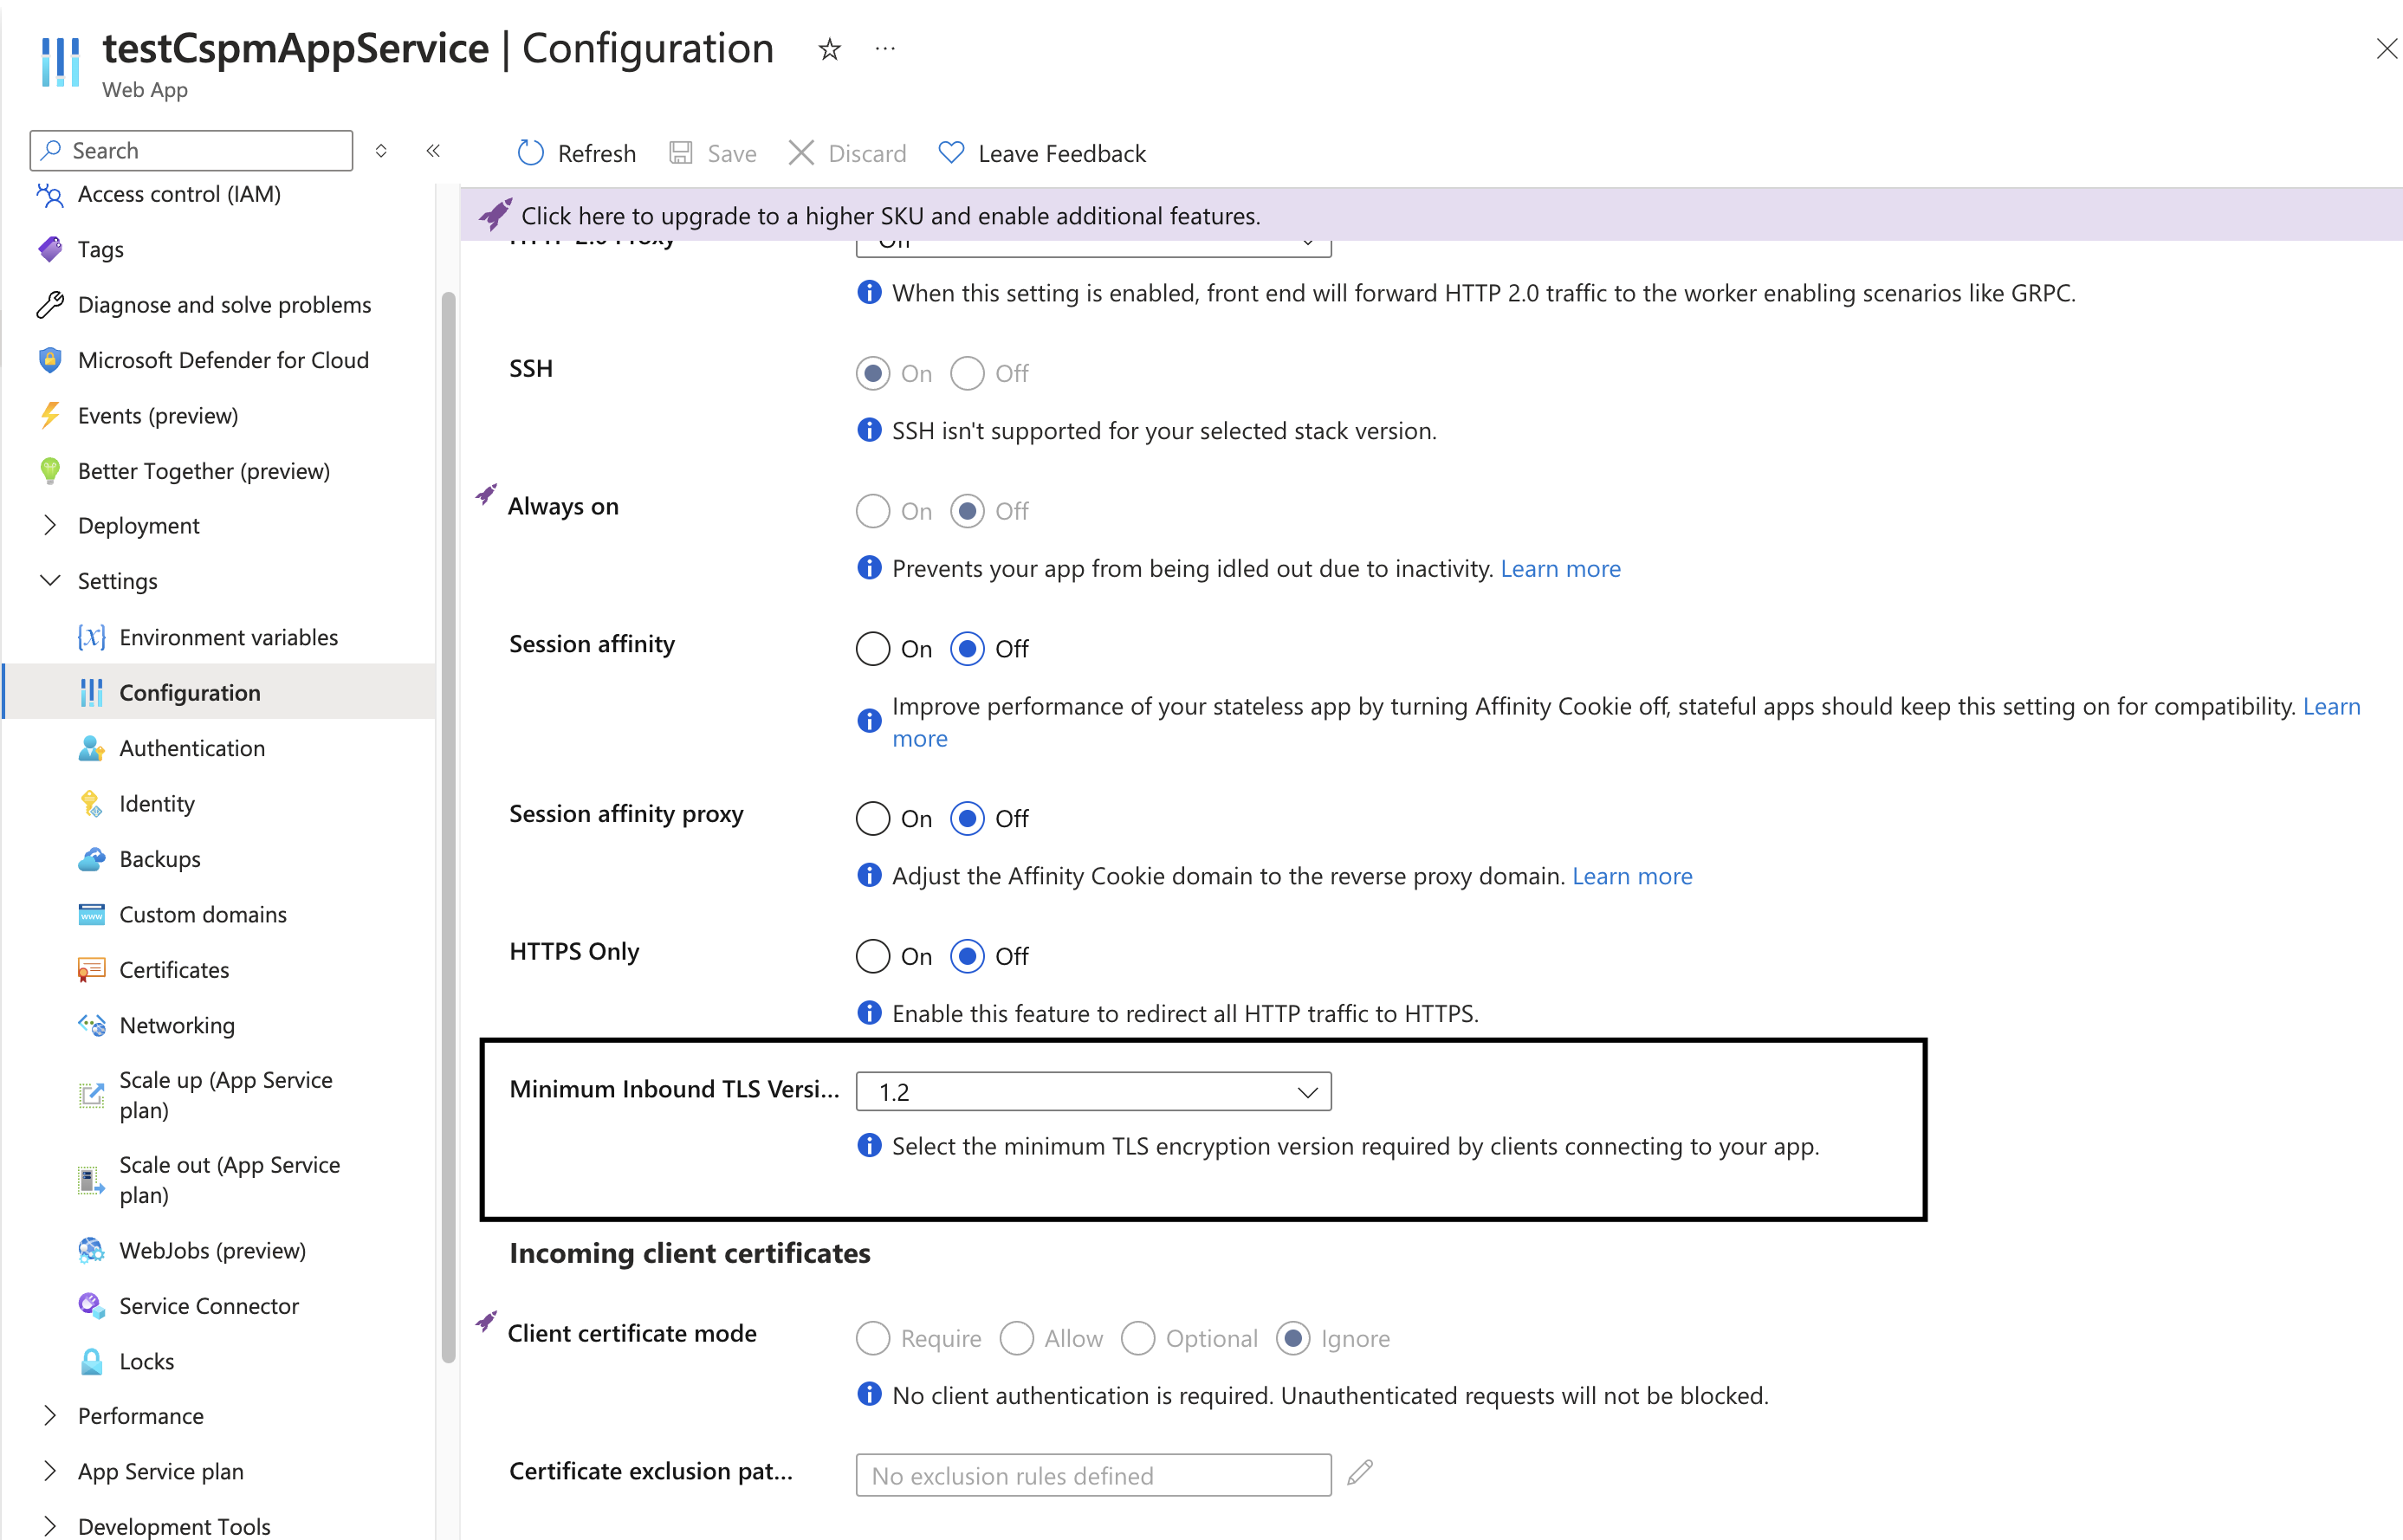 testCspmAppService | Configuration
Web App
Search
Refresh
Save
Discard
Leave Feedback
Access control (IAM)
Tags
Diagnose and solve problems
Microsoft Defender for Cloud
Events (preview)
Better Together (preview)
Deployment
Settings
Environment variables
Configuration
Authentication
Identity
Backups
Custom domains
Certificates
Networking
Scale up (App Service
plan)
Scale out (App Service
plan)
WebJobs (preview)
Service Connector
Locks
Performance
App Service plan
Development Tools
Click here to upgrade to a higher SKU and enable additional features.
HTTP 2.0 Proxy
Off
When this setting is enabled, front end will forward HTTP 2.0 traffic to the worker enabling scenarios like GRPC.
SSH
On Off
SSH isn't supported for your selected stack version.
Always on
On Off
Prevents your app from being idled out due to inactivity. Learn more
Session affinity
On Off
Improve performance of your stateless app by turning Affinity Cookie off, stateful apps should keep this setting on for compatibility. Learn
more
Session affinity proxy
On Off
Adjust the Affinity Cookie domain to the reverse proxy domain. Learn more
HTTPS Only
On Off
Enable this feature to redirect all HTTP traffic to HTTPS.
Minimum Inbound TLS Versi...
1.2
Select the minimum TLS encryption version required by clients connecting to your app.
Incoming client certificates
Client certificate mode
Require Allow Optional Ignore
No client authentication is required. Unauthenticated requests will not be blocked.
Certificate exclusion pat...
No exclusion rules defined